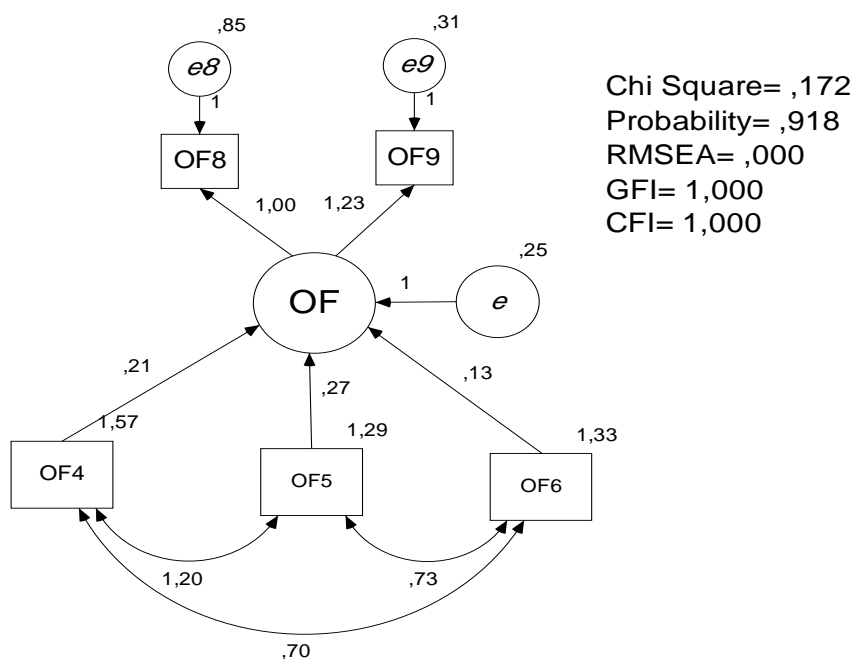 ,85
,31
e8
e9
1
1
OF8
OF9
Chi Square= ,172
Probability= ,918
RMSEA= ,000
GFI= 1,000
CFI= 1,000
1,00
1,23
,25
OF
1
e
,21
,27
,13
1,57
1,29
1,33
OF4
OF5
OF6
1,20
,73
,70